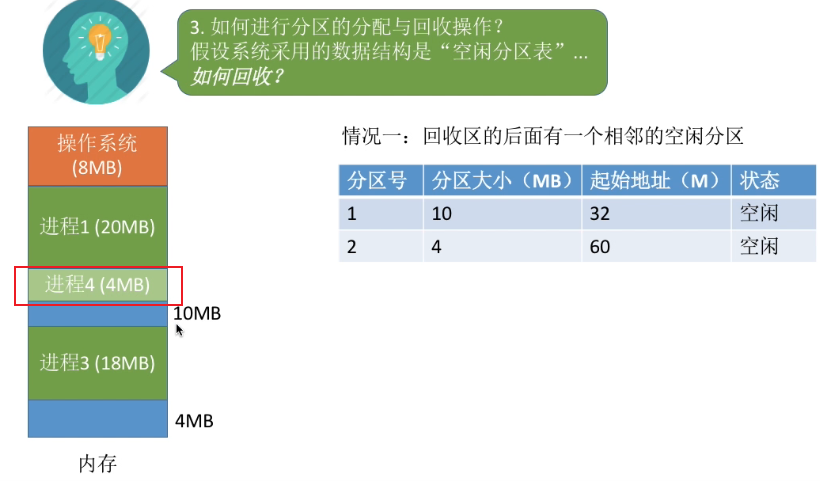 3. 如何进行分区的分配与回收操作？
假设系统采用的数据结构是“空闲分区表”...
如何回收？
情况一：回收区的后面有一个相邻的空闲分区
操作系统
(8MB)
进程1 (20MB)
进程4 (4MB)
10MB
进程3 (18MB)
4MB
内存
分区号 分区大小（MB） 起始地址（M） 状态
1 10 32 空闲
2 4 60 空闲